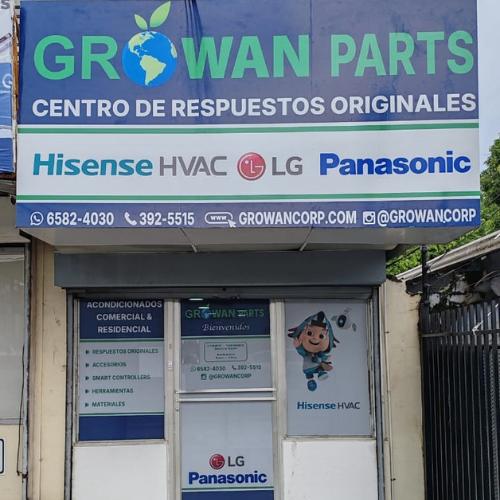 GROWAN PARTS
CENTRO DE RESPUESTOS ORIGINALES
Hisense HVAC LG Panasonic
6582-4030 392-5515 www GROWANCORP.COM @GROWANCORP
ACONDICIONADOS
COMERCIAL &
RESIDENCIAL
RESPUESTOS ORIGINALES
ACCESORIOS
SMART CONTROLLERS
HERRAMIENTAS
MATERIALES
GROWAN PARTS
Bienvenidos
6582-4030 392-5515
@GROWANCORP
LG
Panasonic
Hisense HVAC